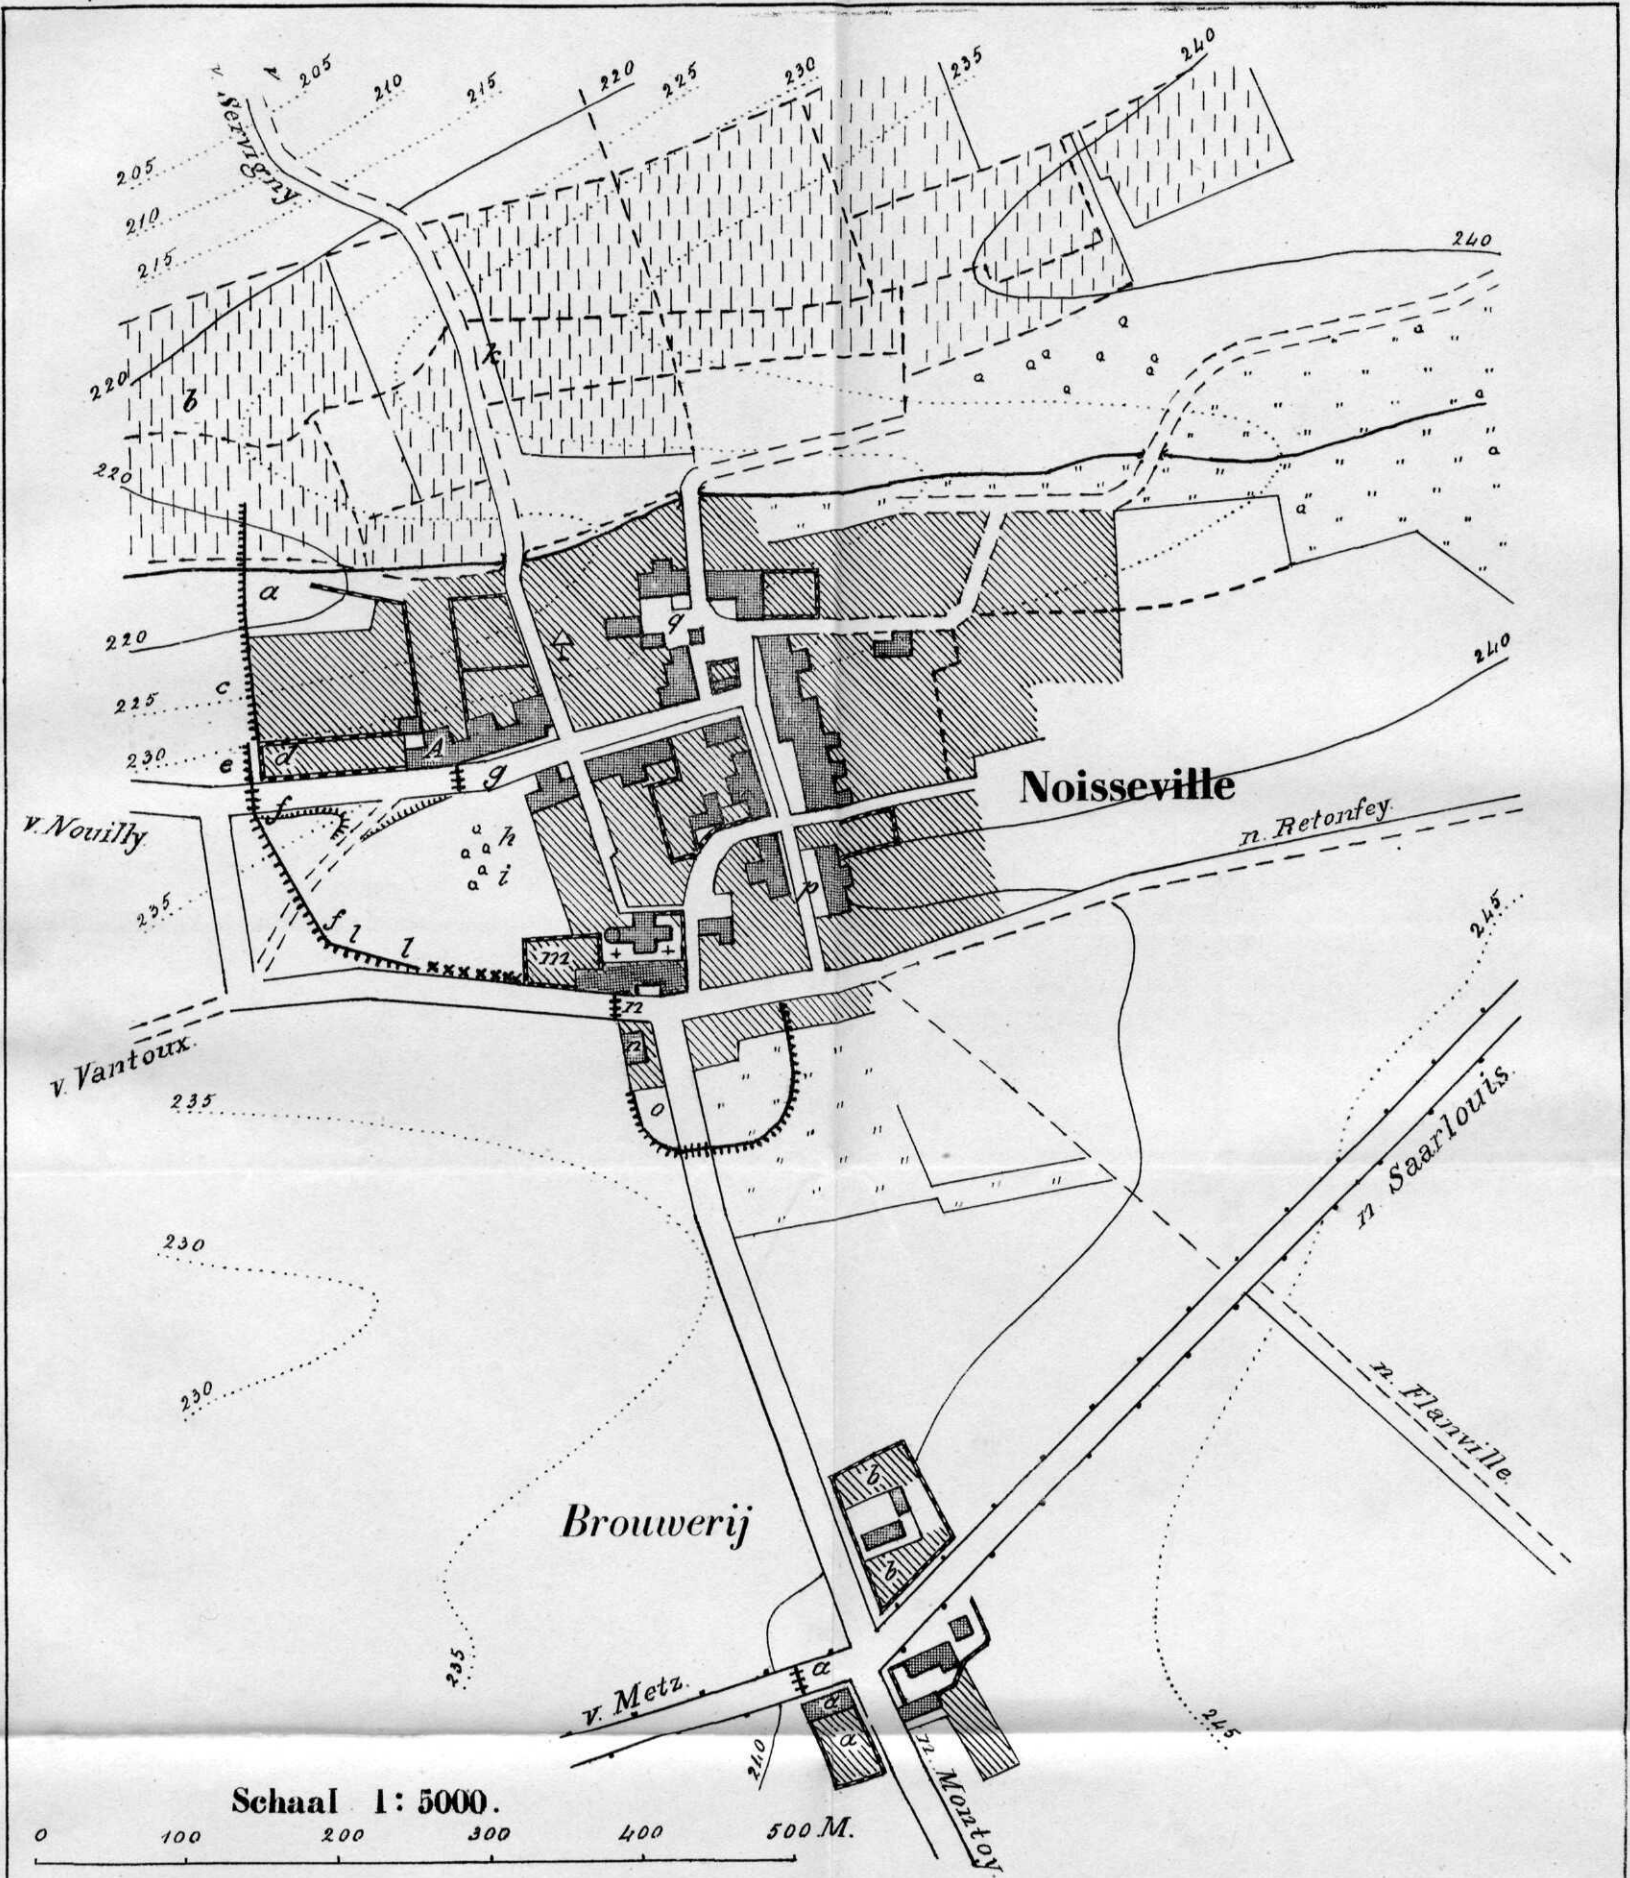 205
210
215
220
225
230
235
240
v. Servigny
205
210
215
240
220
k
b
220
a
220
q
c
225
240
230
e
d
A
g
Noisseville
f
v. Nouilly
n. Retonfey.
h
i
p
235
245
f l
l
m
n
n
v. Vantoux.
235
o
n. Saarlouis.
230
230
n. Flanville.
b
Brouwerij
b
235
a
v. Metz.
a
a
245
240
n. Montoy
Schaal 1: 5000.
0 100 200 300 400 500 M.